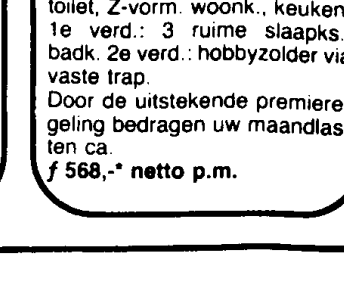 toilet, Z-vorm. woonk., keuken
1e verd.: 3 ruime slaapks.
badk. 2e verd.: hobbyzolder via
vaste trap.
Door de uitstekende premiere
geling bedragen uw maandlas
ten ca.
ƒ 568,-* netto p.m.